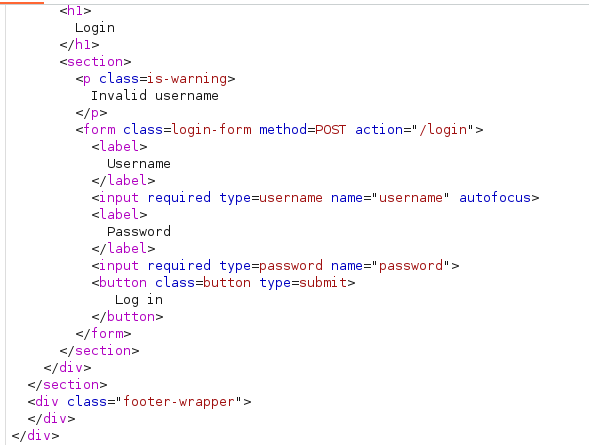 <h1>
Login
</h1>
<section>
<p class=is-warning>
Invalid username
</p>
<form class=login-form method=POST action="/login">
<label>
Username
</label>
<input required type=username name="username" autofocus>
<label>
Password
</label>
<input required type=password name="password">
<button class=button type=submit>
Log in
</button>
</form>
</section>
</div>
</section>
<div class="footer-wrapper">
</div>
</div>